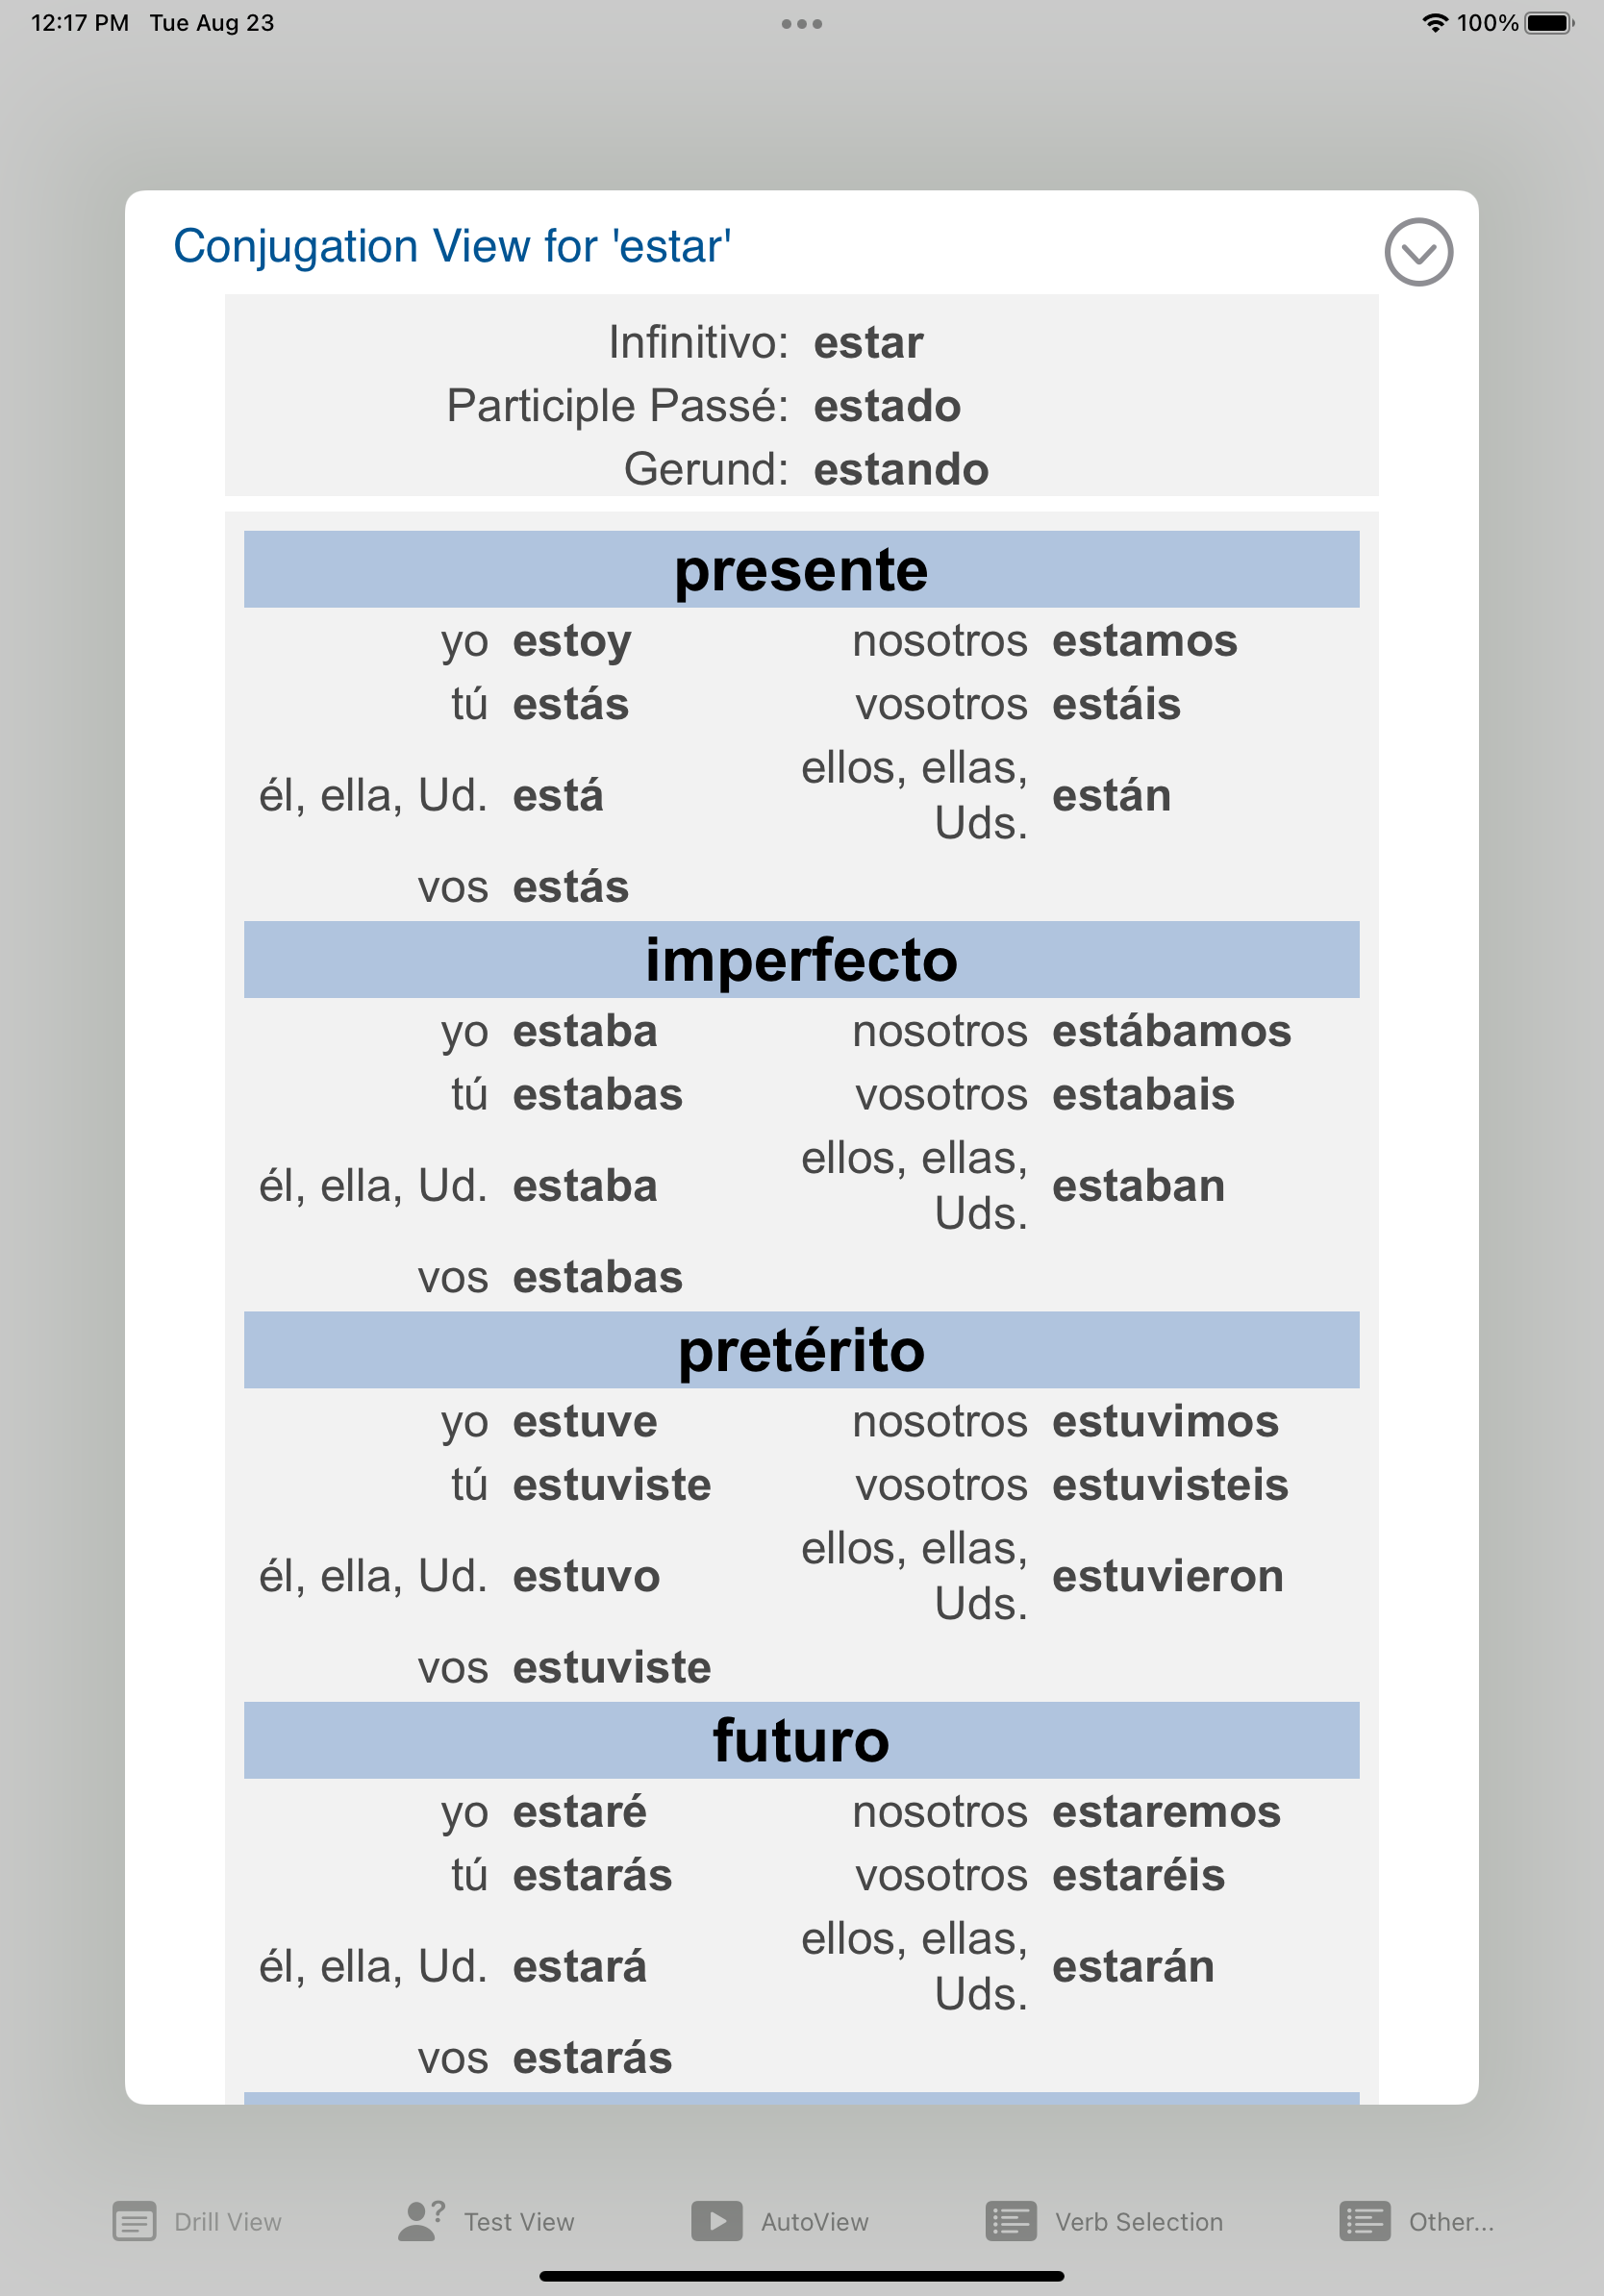 12:17 PM Tue Aug 23
100%
Conjugation View for 'estar'
Infinitivo: estar
Participle Passé: estado
Gerund: estando
presente
yo estoy nosotros estamos
tú estás vosotros estáis
él, ella, Ud. está ellos, ellas, Uds. están
vos estás
imperfecto
yo estaba nosotros estábamos
tú estabas vosotros estabais
él, ella, Ud. estaba ellos, ellas, Uds. estaban
vos estabas
pretérito
yo estuve nosotros estuvimos
tú estuviste vosotros estuvisteis
él, ella, Ud. estuvo ellos, ellas, Uds. estuvieron
vos estuviste
futuro
yo estaré nosotros estaremos
tú estarás vosotros estaréis
él, ella, Ud. estará ellos, ellas, Uds. estarán
vos estarás
Drill View Test View AutoView Verb Selection Other...